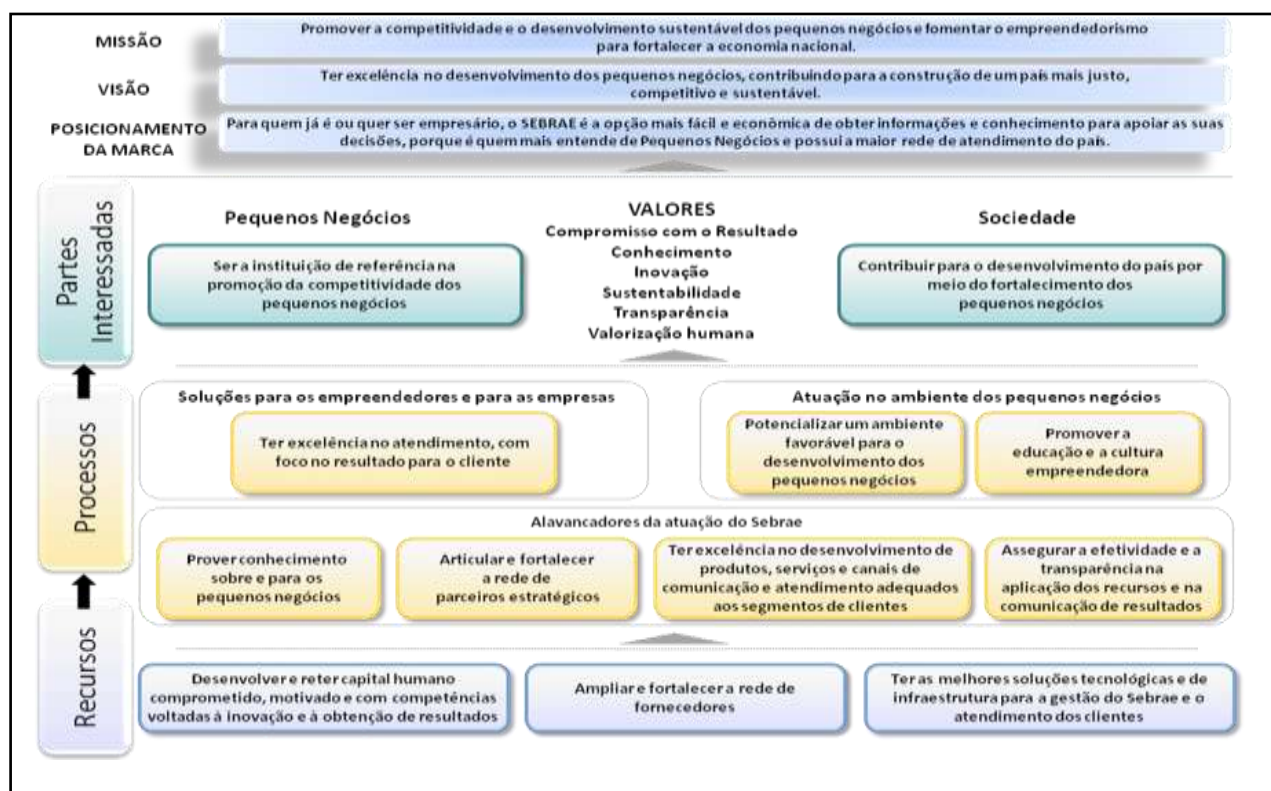 MISSÃO
Promover a competitividade e o desenvolvimento sustentável dos pequenos negócios e fomentar o empreendedorismo
para fortalecer a economia nacional.
VISÃO
Ter excelência no desenvolvimento dos pequenos negócios, contribuindo para a construção de um país mais justo,
competitivo e sustentável.
POSICIONAMENTO
DA MARCA
Para quem já é ou quer ser empresário, o SEBRAE é a opção mais fácil e econômica de obter informações e conhecimento para apoiar as suas
decisões, porque é quem mais entende de Pequenos Negócios e possui a maior rede de atendimento do país.
Partes
Interessadas
Pequenos Negócios
Ser a instituição de referência na
promoção da competitividade dos
pequenos negócios
VALORES
Compromisso com o Resultado
Conhecimento
Inovação
Sustentabilidade
Transparência
Valorização humana
Sociedade
Contribuir para o desenvolvimento do país por
meio do fortalecimento dos
pequenos negócios
Processos
Soluções para os empreendedores e para as empresas
Ter excelência no atendimento, com
foco no resultado para o cliente
Atuação no ambiente dos pequenos negócios
Potencializar um ambiente
favorável para o
desenvolvimento dos
pequenos negócios
Promover a
educação e a cultura
empreendedora
Alavancadores da atuação do Sebrae
Prover conhecimento
sobre e para os
pequenos negócios
Articular e fortalecer
a rede de
parceiros estratégicos
Ter excelência no desenvolvimento de
produtos, serviços e canais de
comunicação e atendimento adequados
aos segmentos de clientes
Assegurar a efetividade e a
transparência na
aplicação dos recursos e na
comunicação de resultados
Recursos
Desenvolver e reter capital humano
comprometido, motivado e com competências
voltadas à inovação e à obtenção de resultados
Ampliar e fortalecer a rede de
fornecedores
Ter as melhores soluções tecnológicas e de
infraestrutura para a gestão do Sebrae e o
atendimento dos clientes